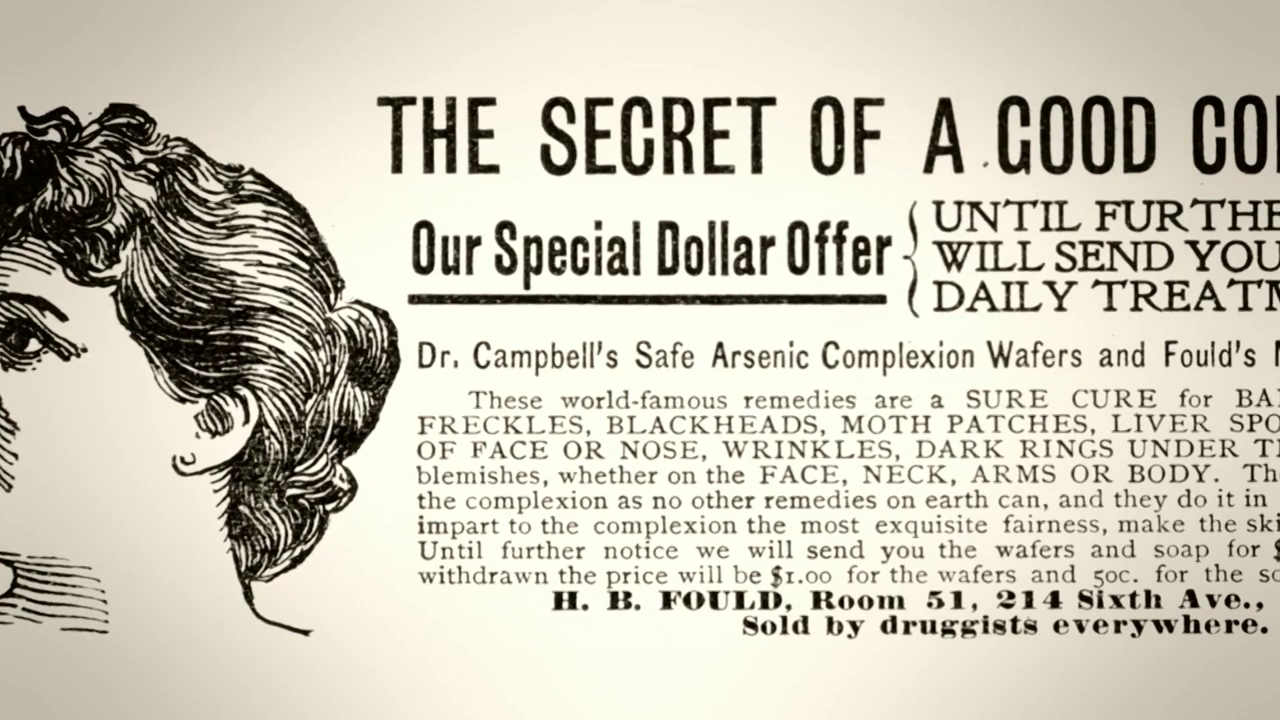 THE SECRET OF A GOOD CO
Our Special Dollar Offer
UNTIL FURTHE
WILL SEND YOU
DAILY TREATM
Dr. Campbell's Safe Arsenic Complexion Wafers and Fould's
These world-famous remedies are a SURE CURE for BA
FRECKLES, BLACKHEADS, MOTH PATCHES, LIVER SPO
OF FACE OR NOSE, WRINKLES, DARK RINGS UNDER T
blemishes, whether on the FACE, NECK, ARMS OR BODY. Th
the complexion as no other remedies on earth can, and they do it in
impart to the complexion the most exquisite fairness, make the ski
Until further notice we will send you the wafers and soap for $
withdrawn the price will be $1.00 for the wafers and 50c. for the so
H. B. FOULD, Room 51, 214 Sixth Ave.,
Sold by druggists everywhere.